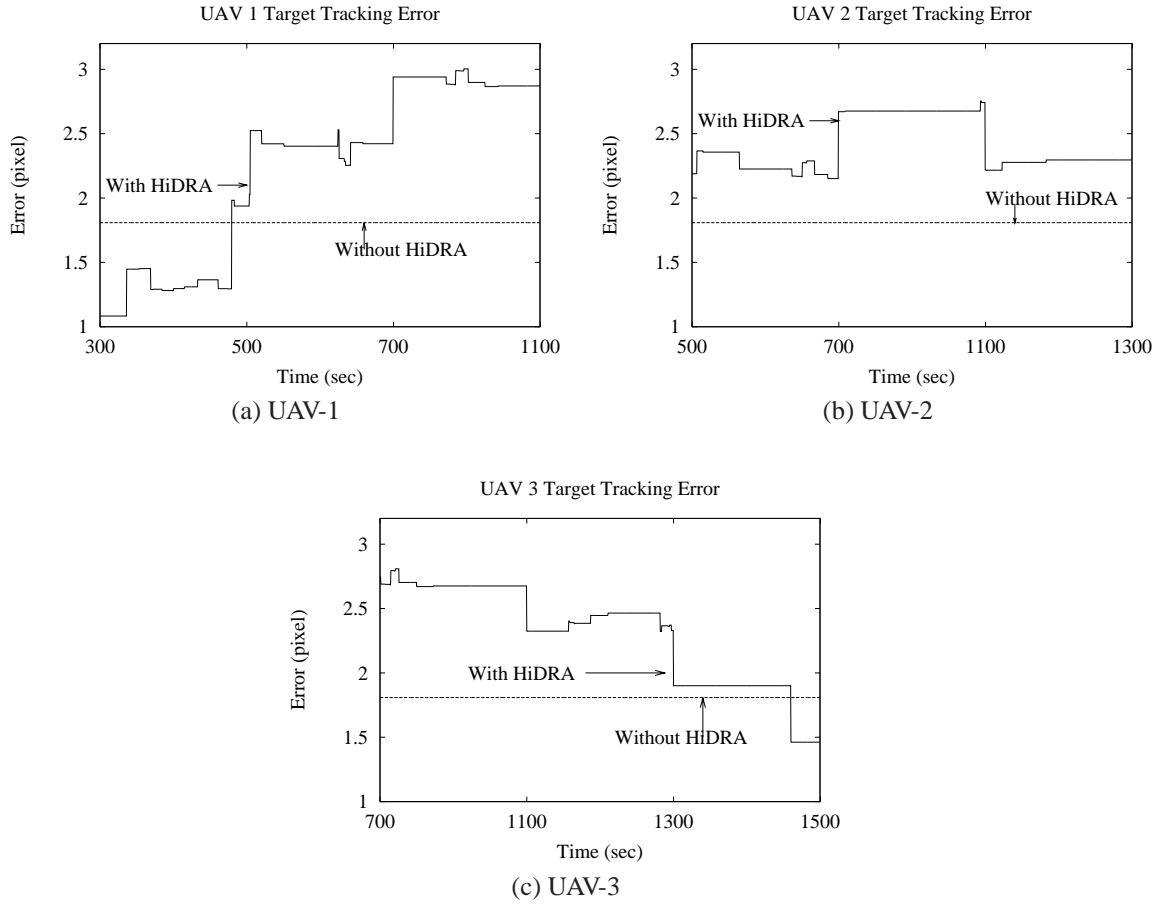 UAV 1 Target Tracking Error
3
2.5
2
1.5
1
Error (pixel)
With HiDRA
Without HiDRA
300 500 700 1100
Time (sec)
(a) UAV-1
UAV 2 Target Tracking Error
3
2.5
2
1.5
1
Error (pixel)
With HiDRA
Without HiDRA
500 700 1100 1300
Time (sec)
(b) UAV-2
UAV 3 Target Tracking Error
3
2.5
2
1.5
1
Error (pixel)
With HiDRA
Without HiDRA
700 1100 1300 1500
Time (sec)
(c) UAV-3